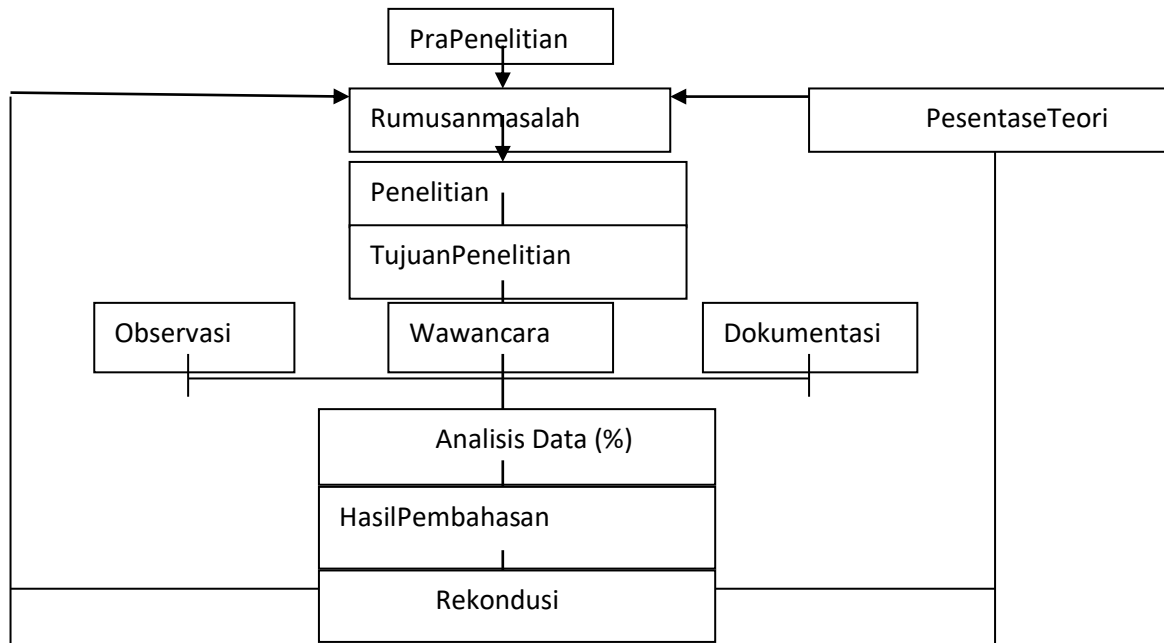 PraPenelitian
Rumusanmasalah
PesentaseTeori
Penelitian
TujuanPenelitian
Observasi
Wawancara
Dokumentasi
Analisis Data (%)
HasilPembahasan
Rekondusi